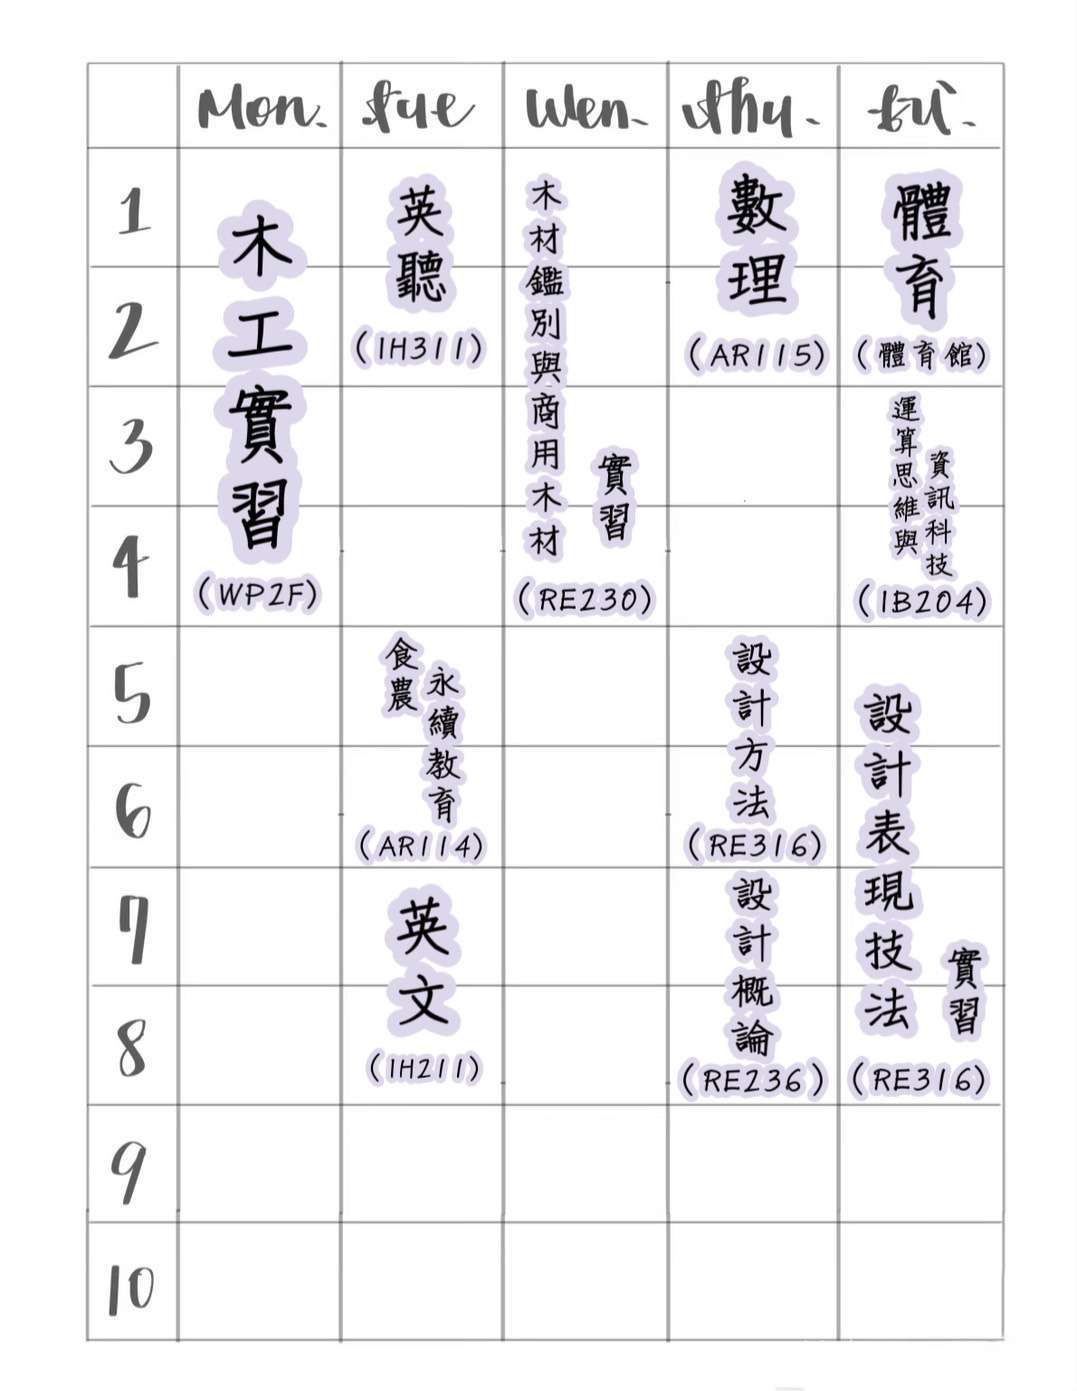 Mon. tue Wen. thu. fri.
1
2
3
4
5
6
7
8
9
10
木工實習
(WP2F)
英聽
(IH311)
食農
永續教育
(AR114)
英文
(IH211)
木材鑑別與商用木材
實習
(RE230)
數理
(AR115)
設計方法
(RE316)
設計概論
(RE236)
體育
(體育館)
運算思維與
資訊科技
(IB204)
設計表現技法
實習
(RE316)